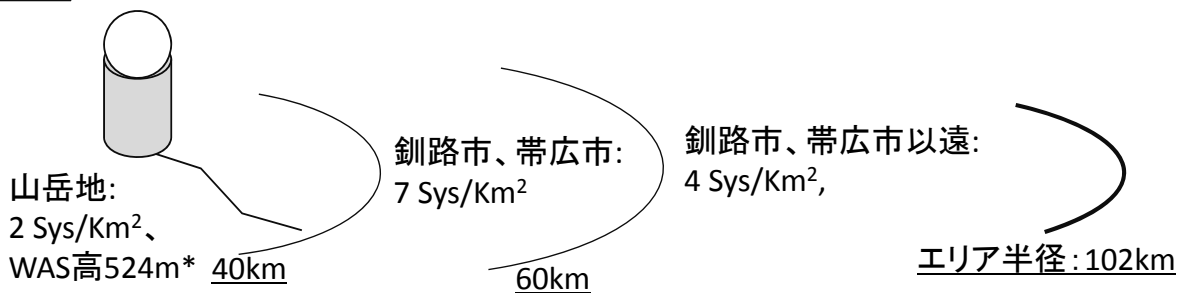 山岳地:
2 Sys/Km²、
WAS高524m*
40km
釧路市、帯広市:
7 Sys/Km²
60km
釧路市、帯広市以遠:
4 Sys/Km²,
エリア半径:102km